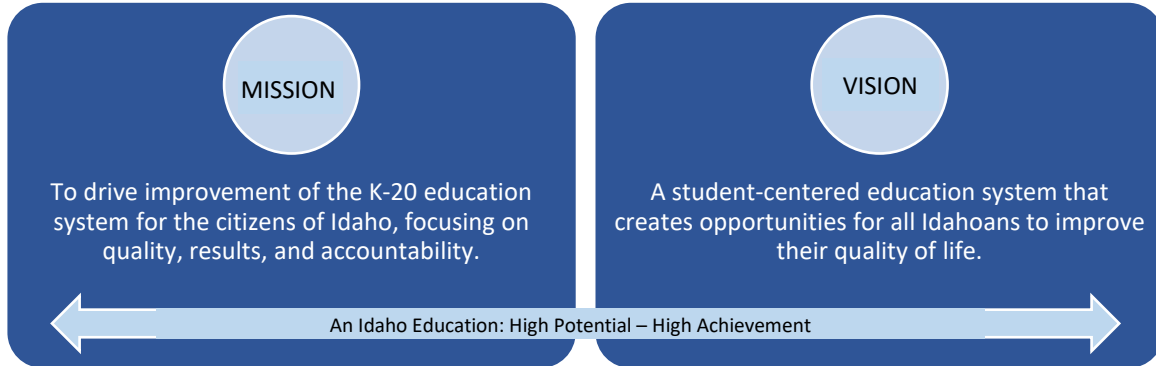 MISSION
To drive improvement of the K-20 education
system for the citizens of Idaho, focusing on
quality, results, and accountability.
VISION
A student-centered education system that
creates opportunities for all Idahoans to improve
their quality of life.
An Idaho Education: High Potential – High Achievement